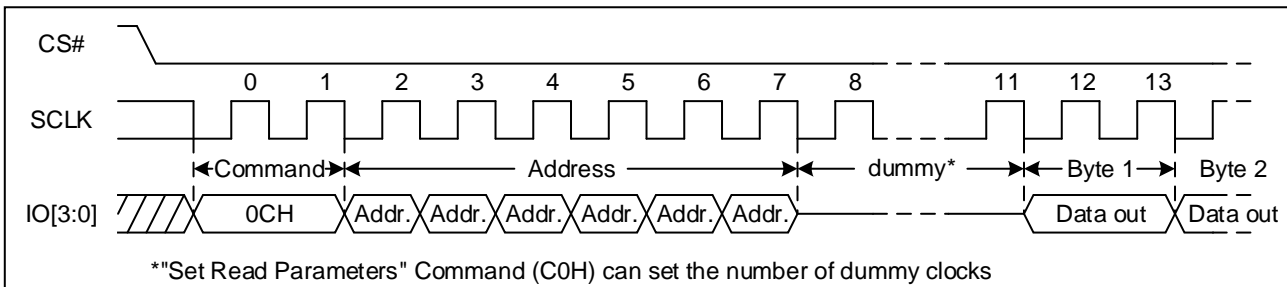 CS#
0 1 2 3 4 5 6 7 8 11 12 13
SCLK
Command Address dummy* Byte 1 Byte 2
IO[3:0] 0CH Addr. Addr. Addr. Addr. Addr. Addr. Data out Data out
*"Set Read Parameters" Command (C0H) can set the number of dummy clocks